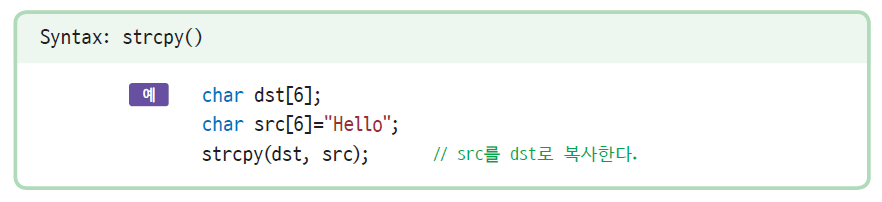 Syntax: strcpy()
예 char dst[6];
char src[6]="Hello";
strcpy(dst, src); // src를 dst로 복사한다.